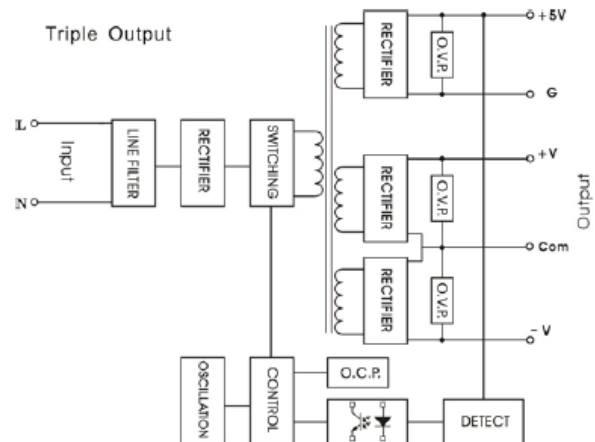 Triple Output
L
N
Input
LINE FILTER
RECTIFIER
SWITCHING
RECTIFIER
O.V.P.
+5V
G
RECTIFIER
O.V.P.
+V
Com
RECTIFIER
O.V.P.
- V
Output
OSCILLATION
CONTROL
O.C.P.
DETECT